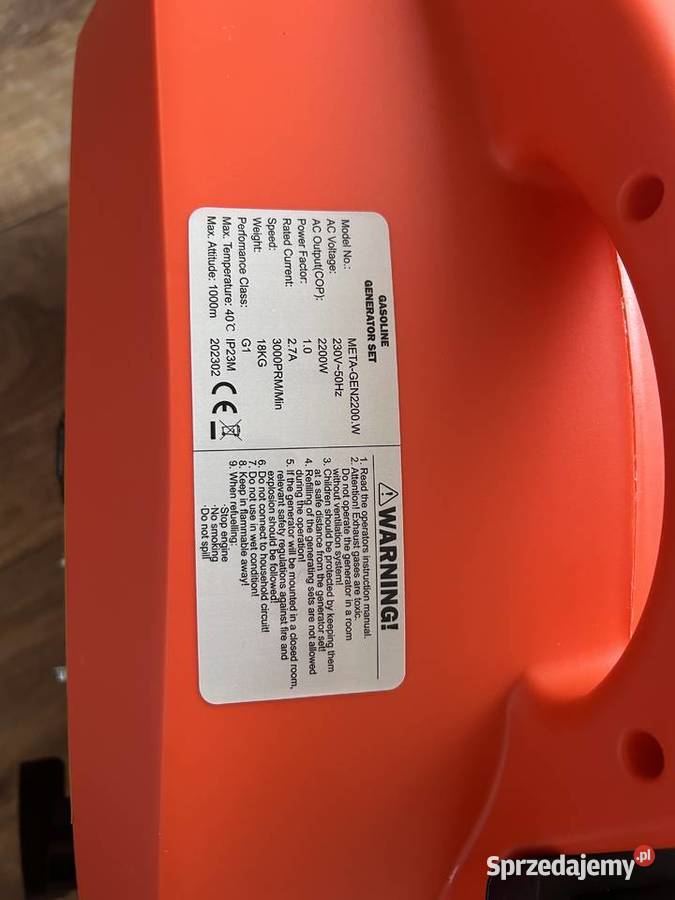 GASOLINE
GENERATOR SET
Model No.: META-GEN2200.W
AC Voltage: 230V~50Hz
AC Output(COP): 2200W
Power Factor: 1.0
Rated Current: 2.7A
Speed: 3000PRM/Min
Weight: 18KG
Perfomance Class: G1
Max. Temperature: 40℃ IP23M
Max. Attitude: 1000m 202302
CE
WARNING!
1. Read the operators instruction manual.
2. Attention! Exhaust gases are toxic.
Do not operate the generator in a room
without ventilation system!
3. Children should be protected by keeping them
at a safe distance from the generator set!
4. Refilling of the generating sets are not allowed
during the operation!
5. If the generator will be mounted in a closed room,
relevant safety regulations against fire and
explosion should be followed!
6. Do not connect to household circuit!
7. Do not use in wet condition!
8. Keep in flammable away!
9. When refuelling:
·Stop engine
·No smoking
·Do not spill
Sprzedajemy.pl